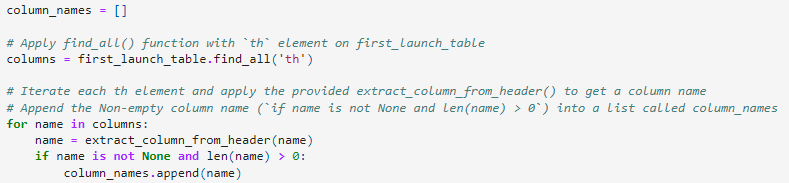 column_names = []
# Apply find_all() function with `th` element on first_launch_table
columns = first_launch_table.find_all('th')
# Iterate each th element and apply the provided extract_column_from_header() to get a column name
# Append the Non-empty column name (`if name is not None and len(name) > 0`) into a list called column_names
for name in columns:
    name = extract_column_from_header(name)
    if name is not None and len(name) > 0:
        column_names.append(name)